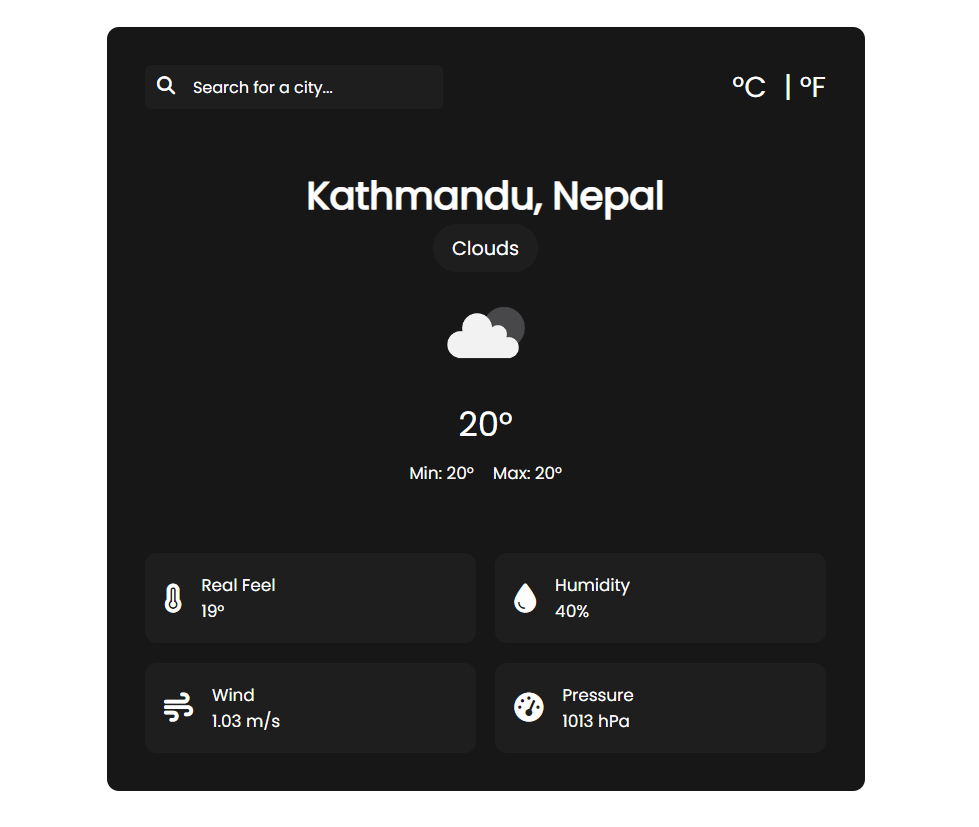 Search for a city...
°C | °F
Kathmandu, Nepal
Clouds
20°
Min: 20° Max: 20°
Real Feel
19°
Humidity
40%
Wind
1.03 m/s
Pressure
1013 hPa